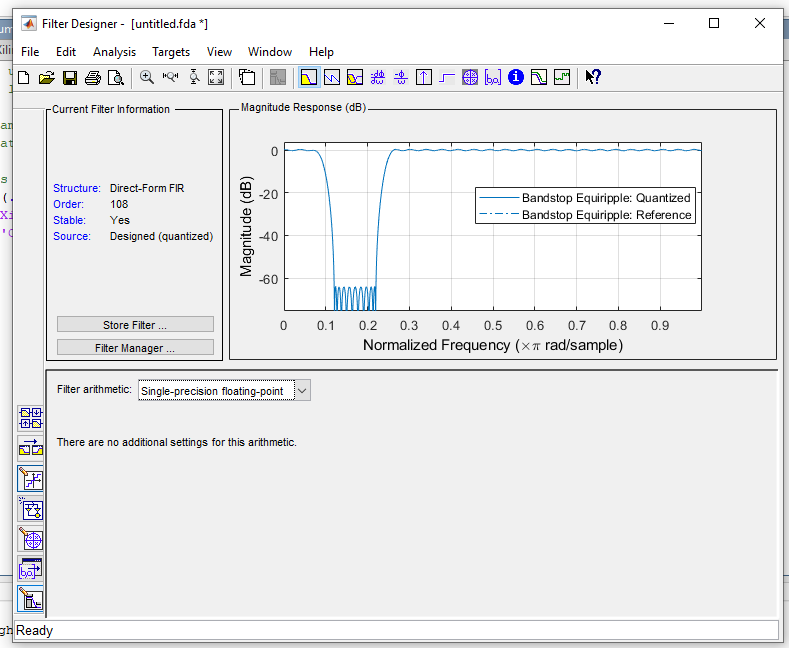 Filter Designer - [untitled.fda *]
File Edit Analysis Targets View Window Help
Current Filter Information
Structure: Direct-Form FIR
Order: 108
Stable: Yes
Source: Designed (quantized)
Store Filter ...
Filter Manager ...
Magnitude Response (dB)
Magnitude (dB)
0
-20
-40
-60
Bandstop Equiripple: Quantized
Bandstop Equiripple: Reference
0 0.1 0.2 0.3 0.4 0.5 0.6 0.7 0.8 0.9
Normalized Frequency (×π rad/sample)
Filter arithmetic: Single-precision floating-point
There are no additional settings for this arithmetic.
Ready